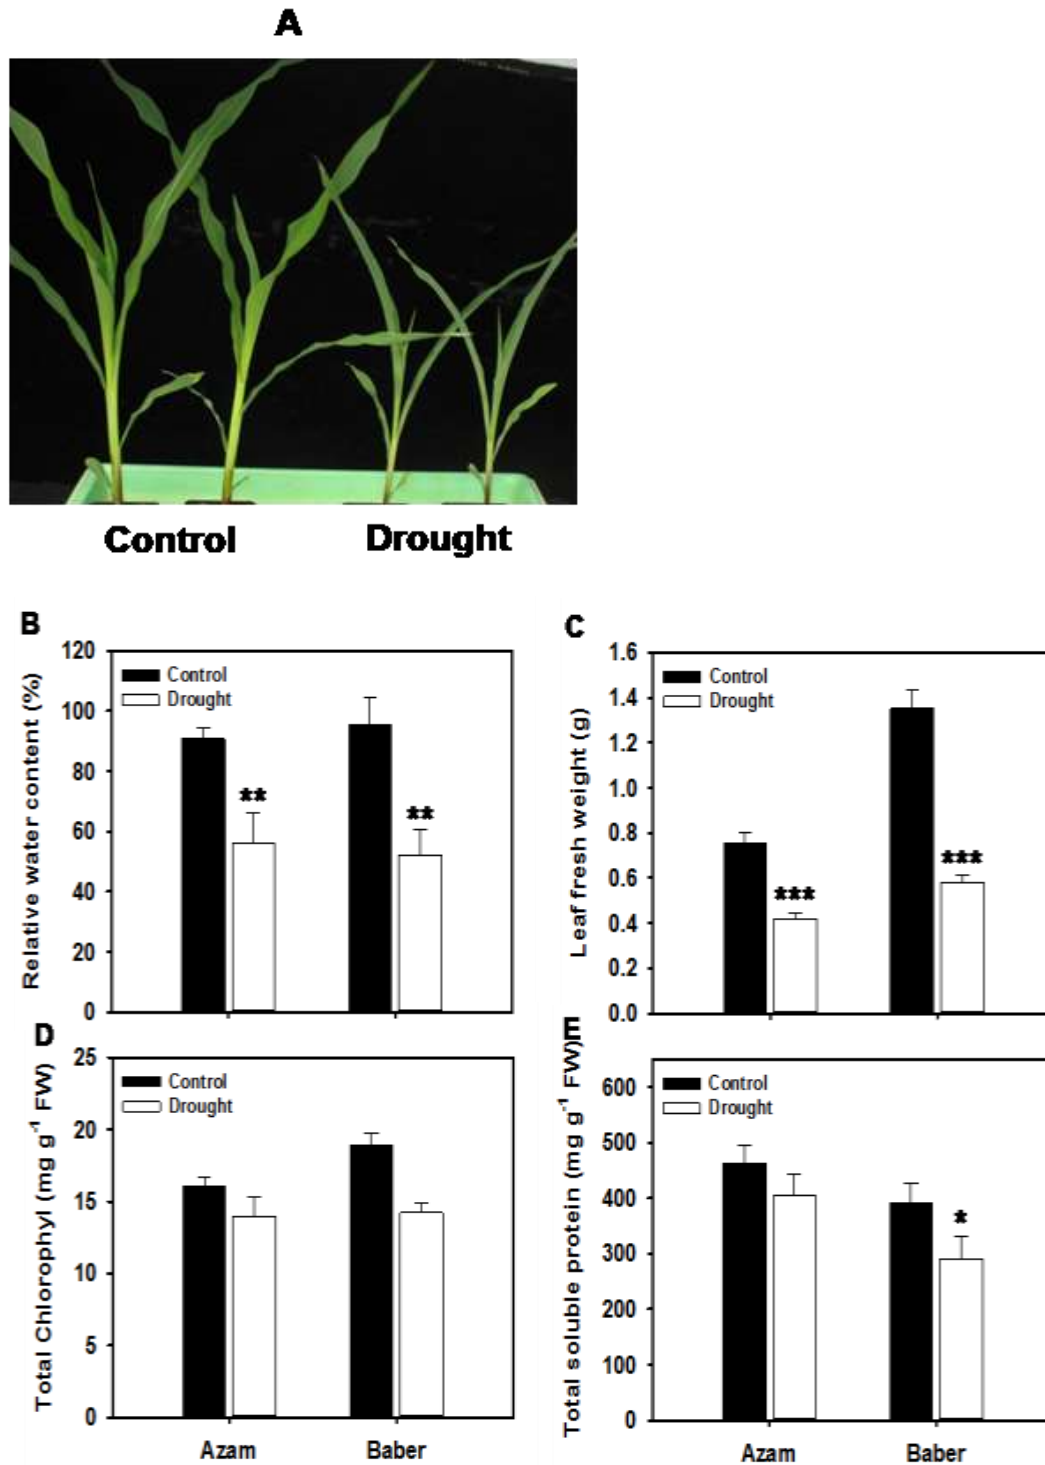 A
Control Drought
B
Relative water content (%)
120
100
80
60
40
20
0
Control
Drought
**
**
C
Leaf fresh weight (g)
1.6
1.4
1.2
1.0
0.8
0.6
0.4
0.2
0.0
Control
Drought
***
***
D
Total Chlorophyl (mg g-1 FW)
25
20
15
10
5
0
Control
Drought
Azam Baber
E
Total soluble protein (mg g-1 FW)
600
500
400
300
200
100
0
Control
Drought
*
Azam Baber